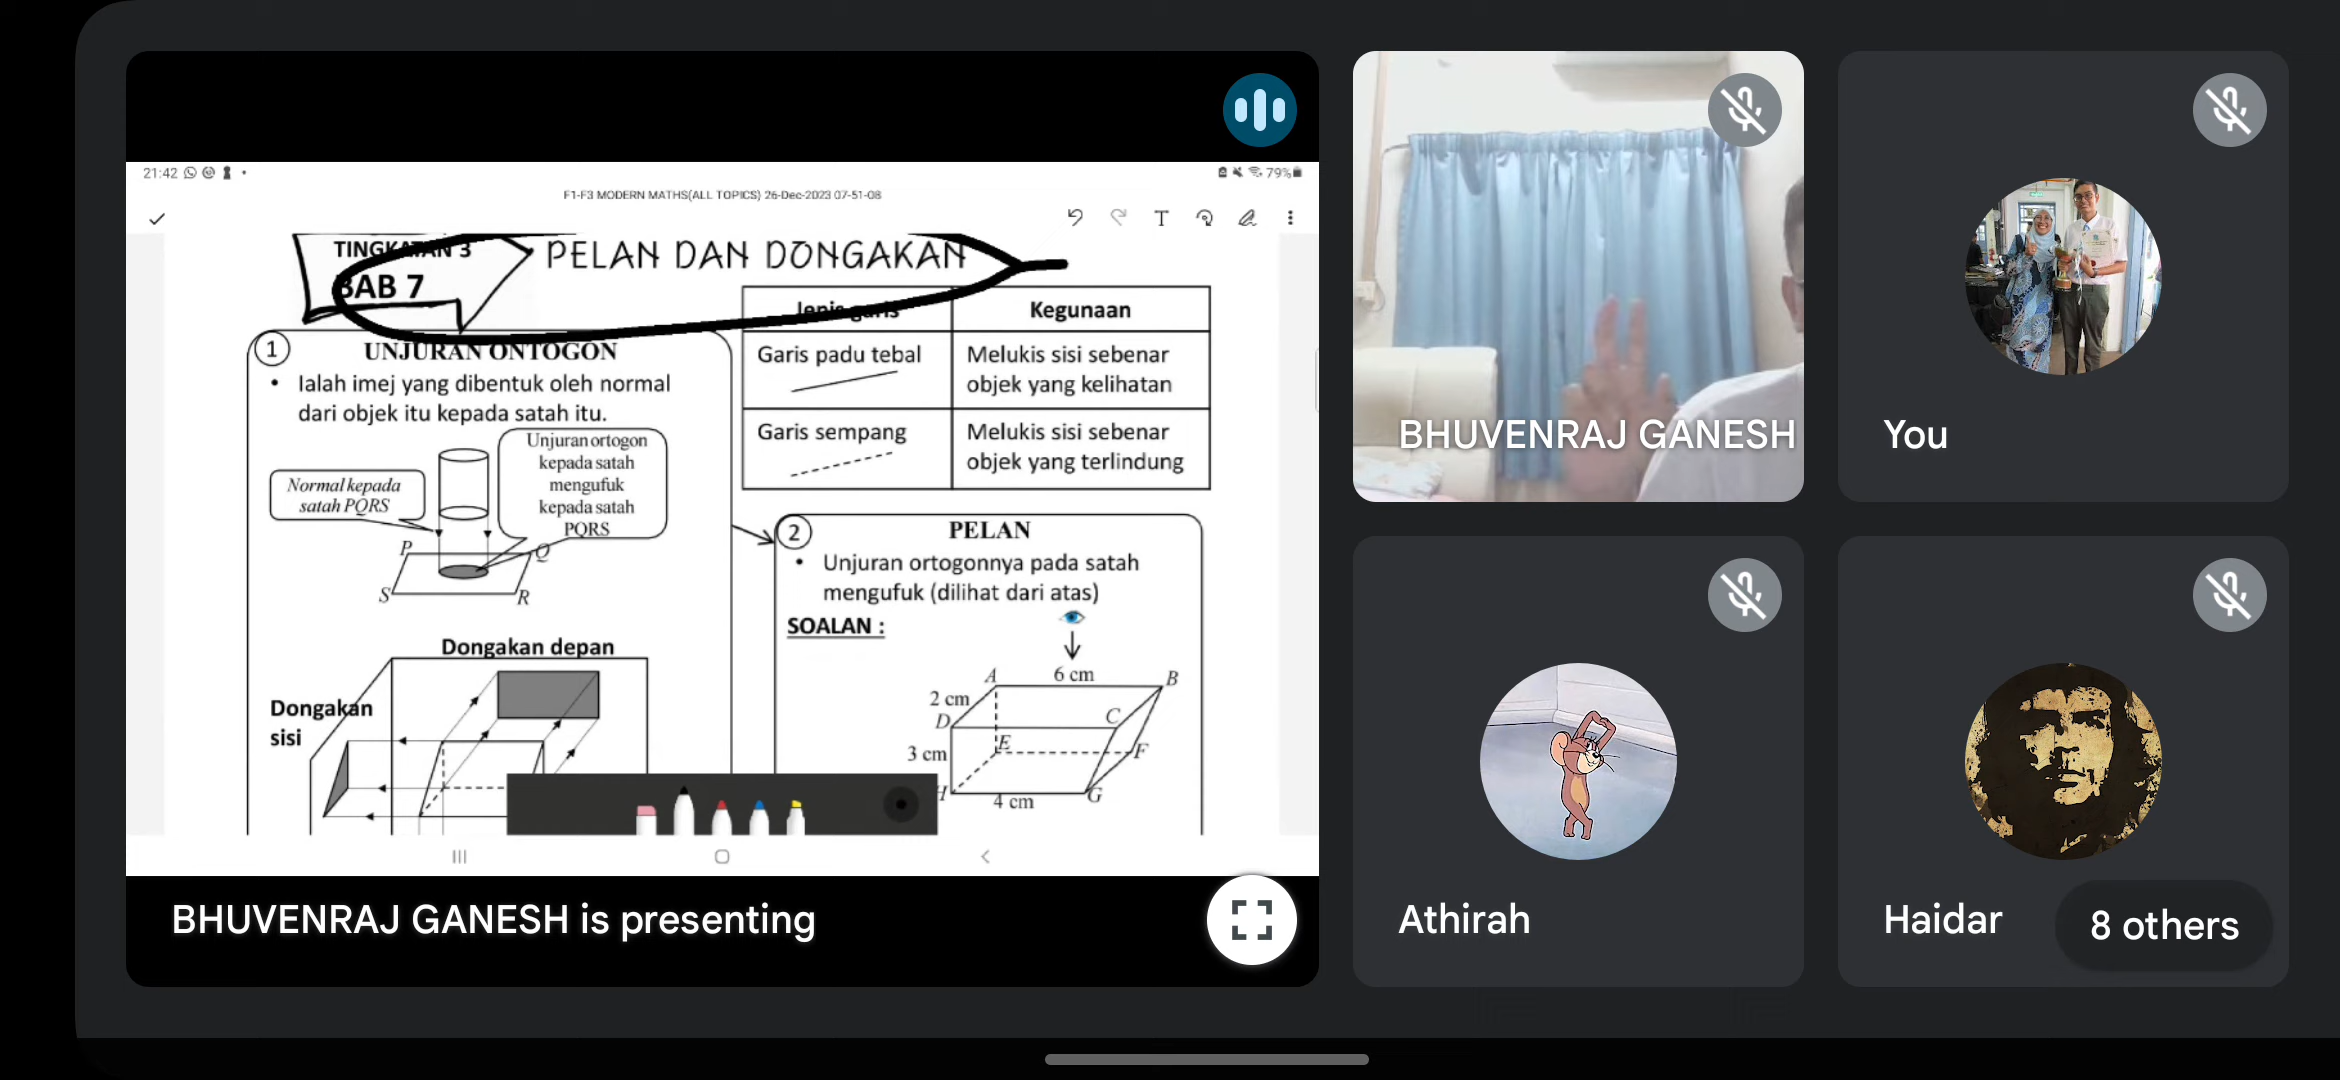 21:42
79%
F1-F3 MODERN MATHS(ALL TOPICS) 26-Dec-2023 07-51-08
T
TINGKATAN 3
BAB 7
PELAN DAN DONGAKAN
Jenis garis
Kegunaan
Garis padu tebal
Melukis sisi sebenar
objek yang kelihatan
Garis sempang
Melukis sisi sebenar
objek yang terlindung
1
UNJURAN ONTOGON
• Ialah imej yang dibentuk oleh normal
dari objek itu kepada satah itu.
Normal kepada
satah PQRS
Unjuran ortogon
kepada satah
mengufuk
kepada satah
PQRS
P
Q
S
R
Dongakan depan
Dongakan
sisi
2
PELAN
• Unjuran ortogonnya pada satah
mengufuk (dilihat dari atas)
SOALAN :
A
6 cm
B
2 cm
D
C
3 cm
E
F
H
4 cm
G
BHUVENRAJ GANESH is presenting
BHUVENRAJ GANESH
You
Athirah
Haidar
8 others